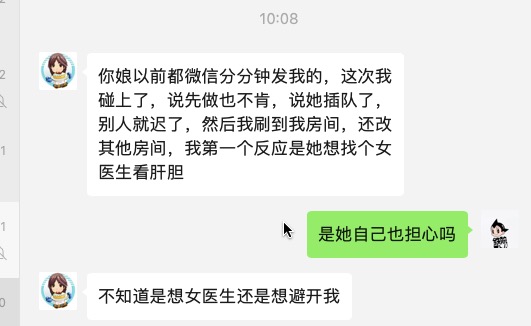 10:08
你娘以前都微信分分钟发我的，这次我
碰上了，说先做也不肯，说她插队了，
别人就迟了，然后我刷到我房间，还改
其他房间，我第一个反应是她想找个女
医生看肝胆
是她自己也担心吗
不知道是想女医生还是想避开我